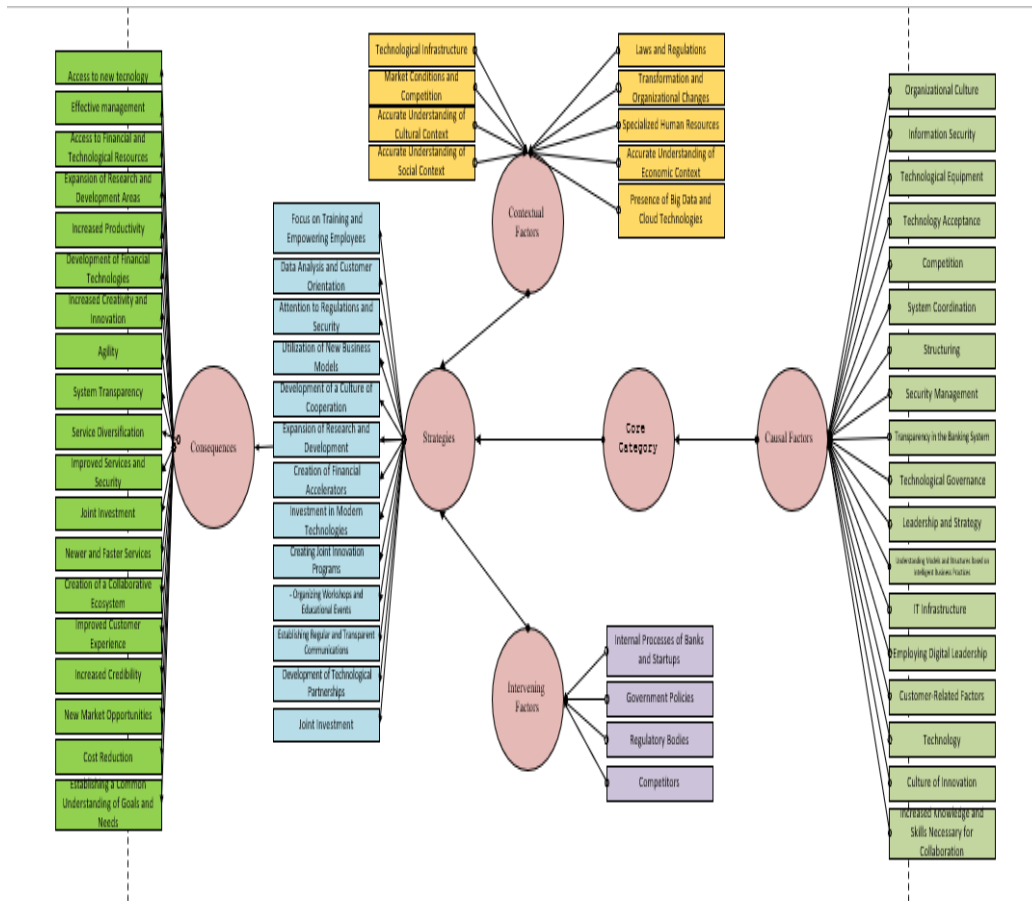 Access to new tecnology
Effective management
Access to Financial and
Technological Resources
Expansion of Research and
Development Areas
Increased Productivity
Development of Financial
Technologies
Increased Creativity and
Innovation
Agility
System Transparency
Service Diversification
Improved Services and
Security
Joint Investment
Newer and Faster Services
Creation of a Collaborative
Ecosystem
Improved Customer
Experience
Increased Credibility
New Market Opportunities
Cost Reduction
Establishing a Common
Understanding of Goals and
Needs
Consequences
Focus on Training and
Empowering Employees
Data Analysis and Customer
Orientation
Attention to Regulations and
Security
Utilization of New Business
Models
Development of a Culture of
Cooperation
Expansion of Research and
Development
Creation of Financial
Accelerators
Investment in Modern
Technologies
Creating Joint Innovation
Programs
- Organizing Workshops and
Educational Events
Establishing Regular and Transparent
Communications
Development of Technological
Partnerships
Joint Investment
Strategies
Technological Infrastructure
Market Conditions and
Competition
Accurate Understanding of
Cultural Context
Accurate Understanding of
Social Context
Laws and Regulations
Transformation and
Organizational Changes
Specialized Human Resources
Accurate Understanding of
Economic Context
Presence of Big Data and
Cloud Technologies
Contextual
Factors
Core
Category
Intervening
Factors
Internal Processes of Banks
and Startups
Government Policies
Regulatory Bodies
Competitors
Causal Factors
Organizational Culture
Information Security
Technological Equipment
Technology Acceptance
Competition
System Coordination
Structuring
Security Management
Transparency in the Banking System
Technological Governance
Leadership and Strategy
Understanding Models and Structures Based on
Intelligent Business Practices
IT Infrastructure
Employing Digital Leadership
Customer-Related Factors
Technology
Culture of Innovation
Increased Knowledge and
Skills Necessary for
Collaboration